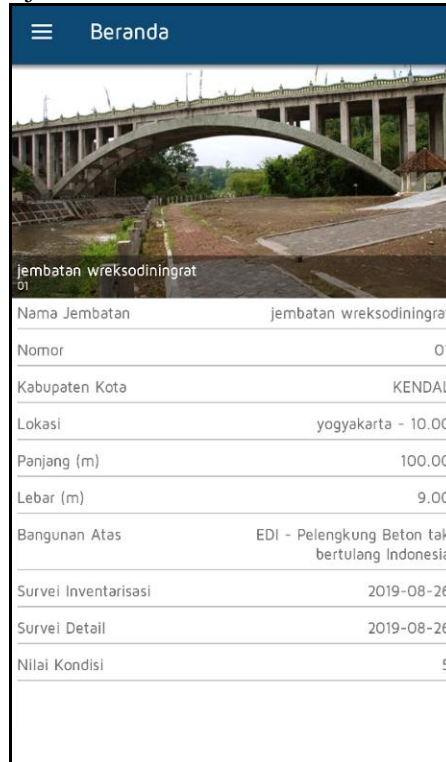 Beranda
jembatan wreksodiningrat
01
Nama Jembatan jembatan wreksodiningrat
Nomor 01
Kabupaten Kota KENDAL
Lokasi yogyakarta - 10.00
Panjang (m) 100.00
Lebar (m) 9.00
Bangunan Atas EDI - Pelengkung Beton tak
bertulang Indonesia
Survei Inventarisasi 2019-08-26
Survei Detail 2019-08-26
Nilai Kondisi 5